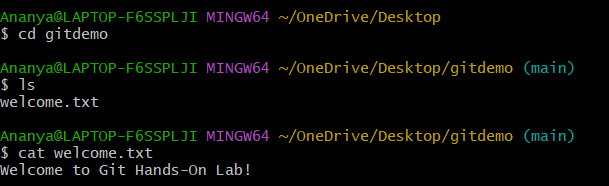 Ananya@LAPTOP-F6SSPLJI MINGW64 ~/OneDrive/Desktop
$ cd gitdemo
Ananya@LAPTOP-F6SSPLJI MINGW64 ~/OneDrive/Desktop/gitdemo (main)
$ ls
welcome.txt
Ananya@LAPTOP-F6SSPLJI MINGW64 ~/OneDrive/Desktop/gitdemo (main)
$ cat welcome.txt
Welcome to Git Hands-On Lab!